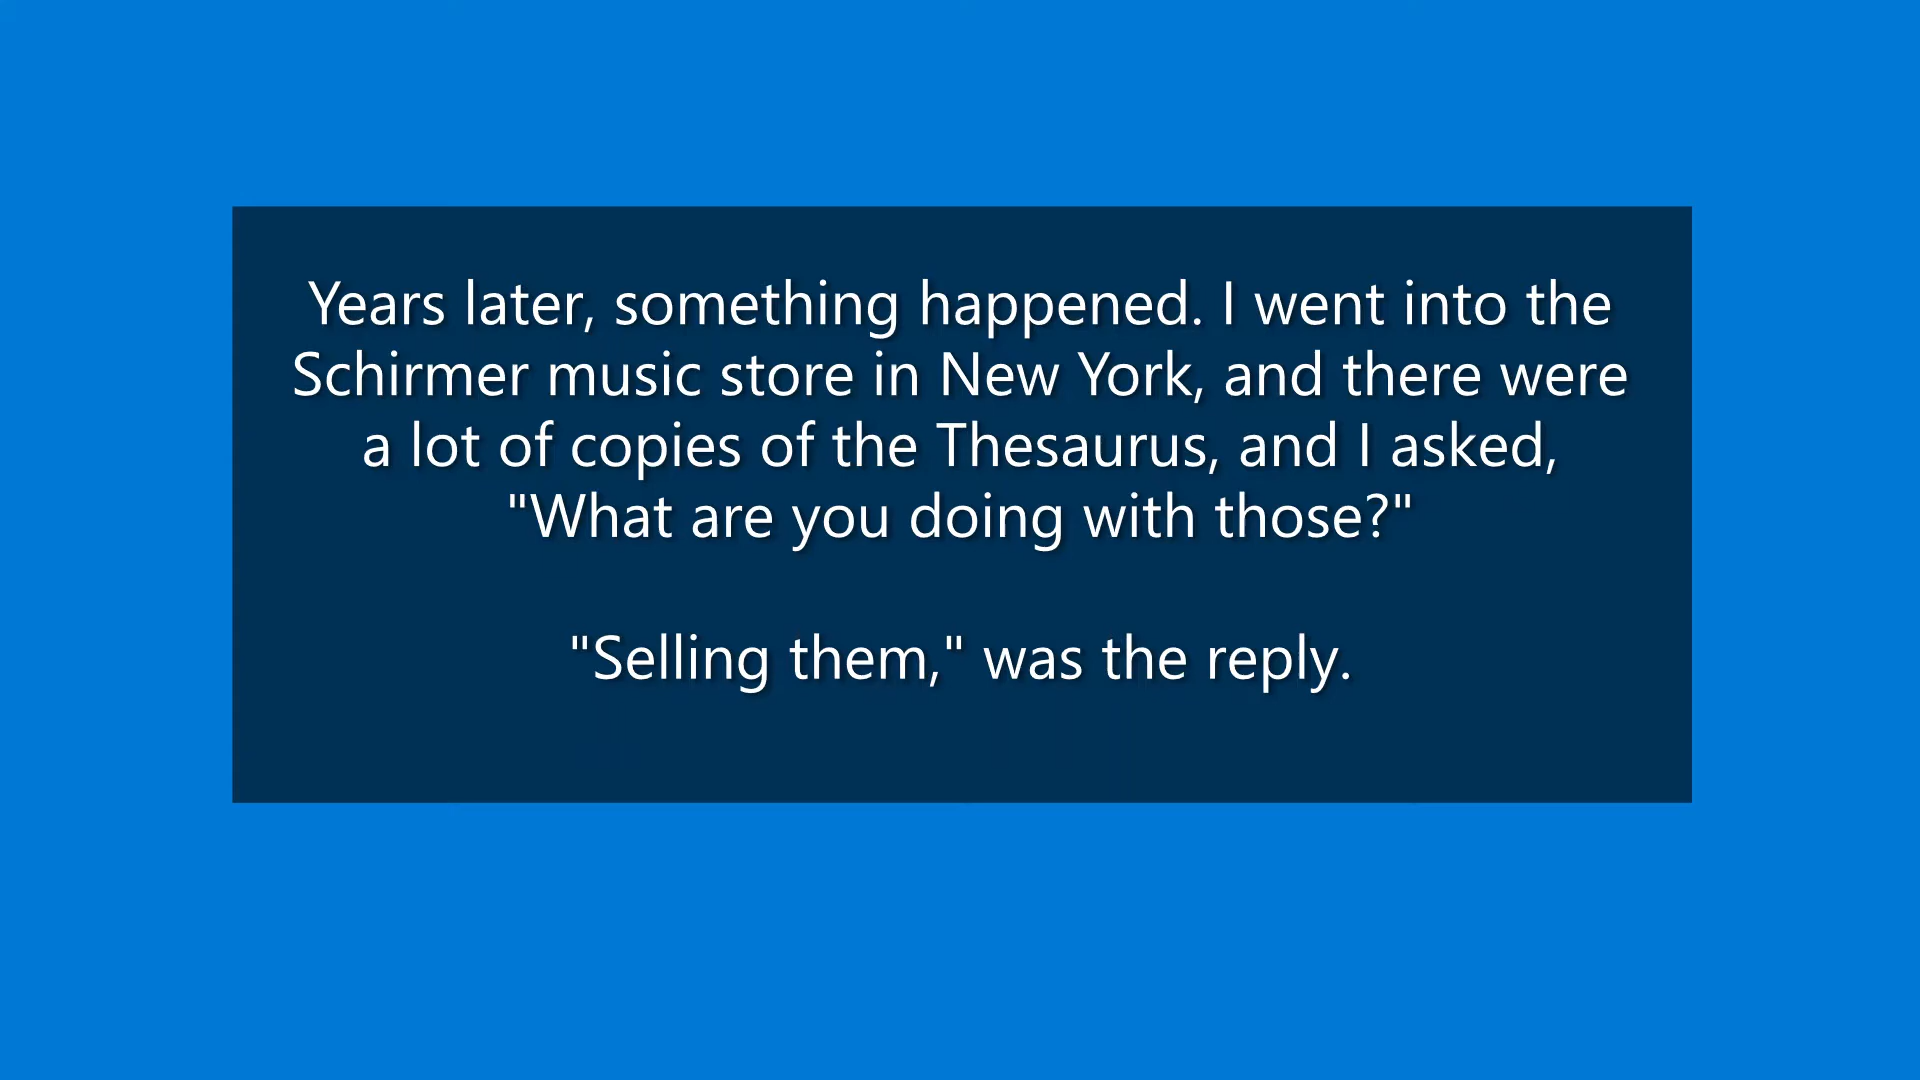 Years later, something happened. I went into the
Schirmer music store in New York, and there were
a lot of copies of the Thesaurus, and I asked,
"What are you doing with those?"
"Selling them," was the reply.